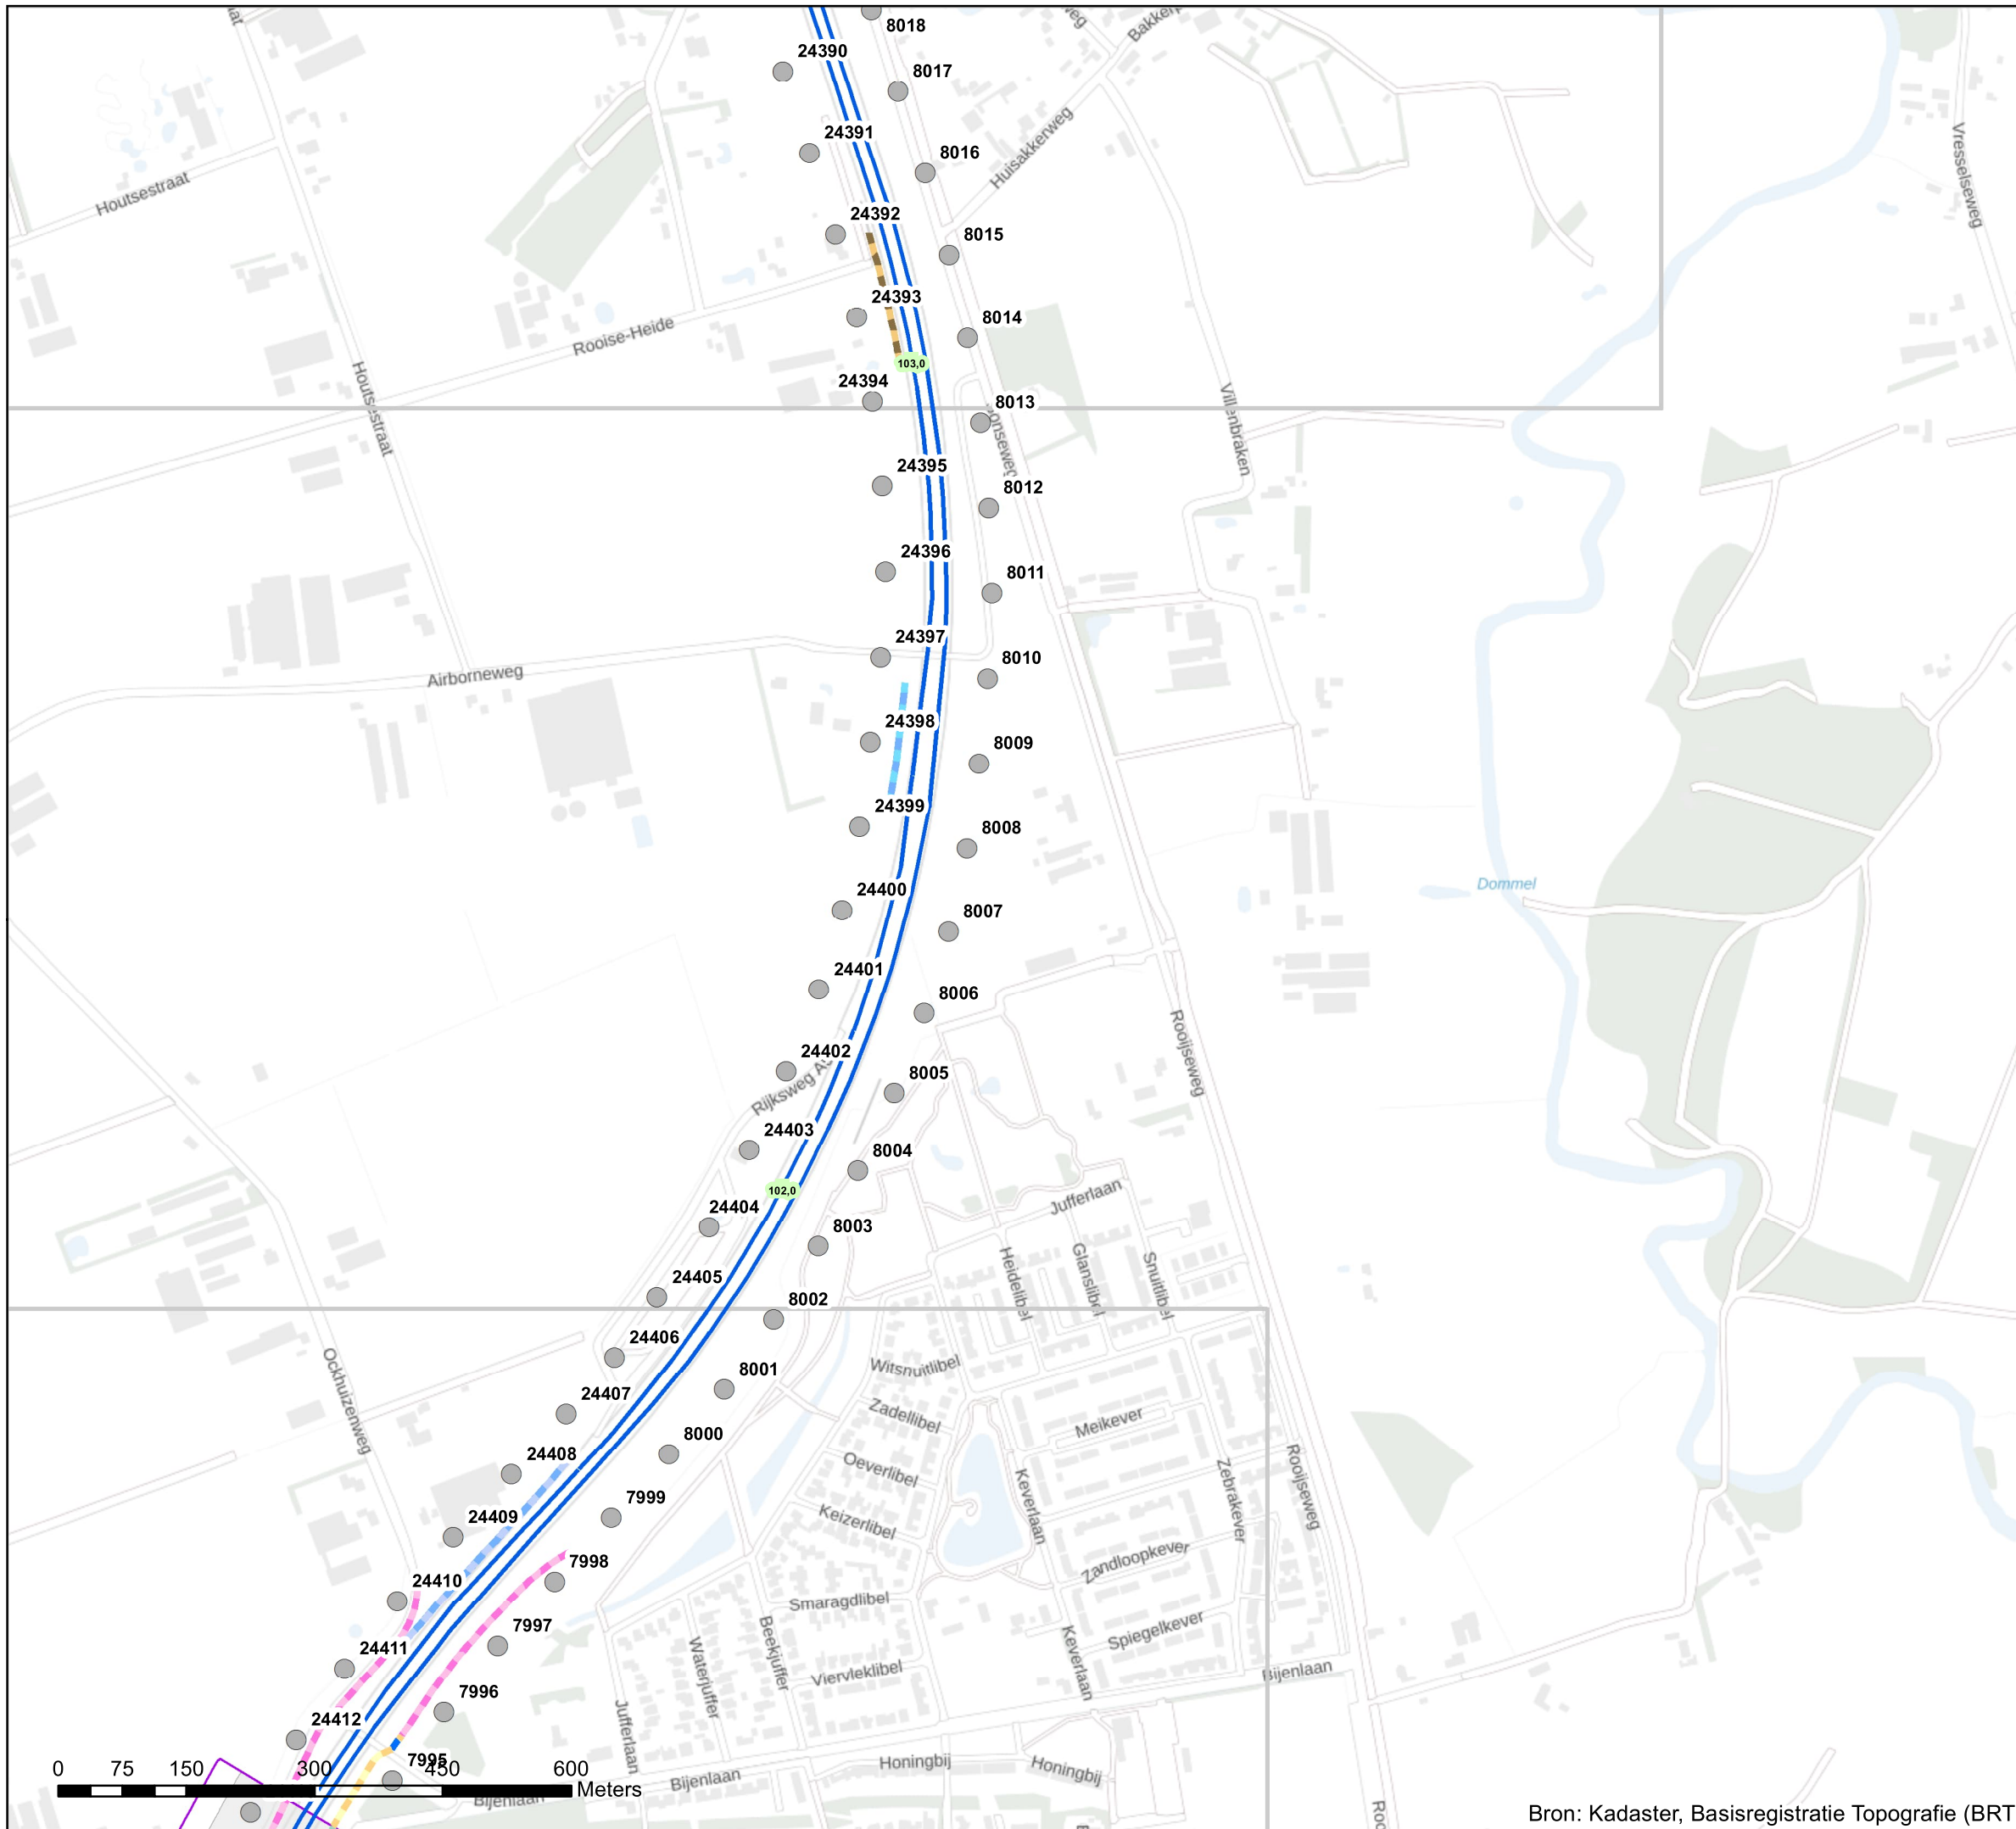 8018
24390
8017
24391
8016
Huisakkerweg
Houtsestraat
Vresselseweg
24392
8015
24393
8014
Rooise-Heide
103,0
24394
8013
Houtsestraat
Villenbraken
24395
8012
24396
8011
24397
8010
Airborneweg
24398
8009
24399
8008
24400
8007
Dommel
24401
8006
24402
Rijksweg
8005
Rooijseweg
24403
8004
102,0
24404
8003
Jufferlaan
Heidelibel
Glanslibel
Snuitlibel
24405
8002
24406
8001
Witsnuitlibel
Ockhuizenweg
24407
Zadellibel
Meikever
24408
8000
Oeverlibel
Keverlaan
Zebrakever
Rooijseweg
24409
7999
Keizerlibel
24410
7998
Zandloopkever
Smaragdlibel
24411
7997
Spiegelkever
Waterjuffer
Beekjuffer
Viervleklibel
Keverlaan
Bijenlaan
24412
7996
Jufferlaan
7995
Honingbij
Honingbij
Bijenlaan
Bijenlaan
0 75 150 300 450 600
Meters
Bron: Kadaster, Basisregistratie Topografie (BRT